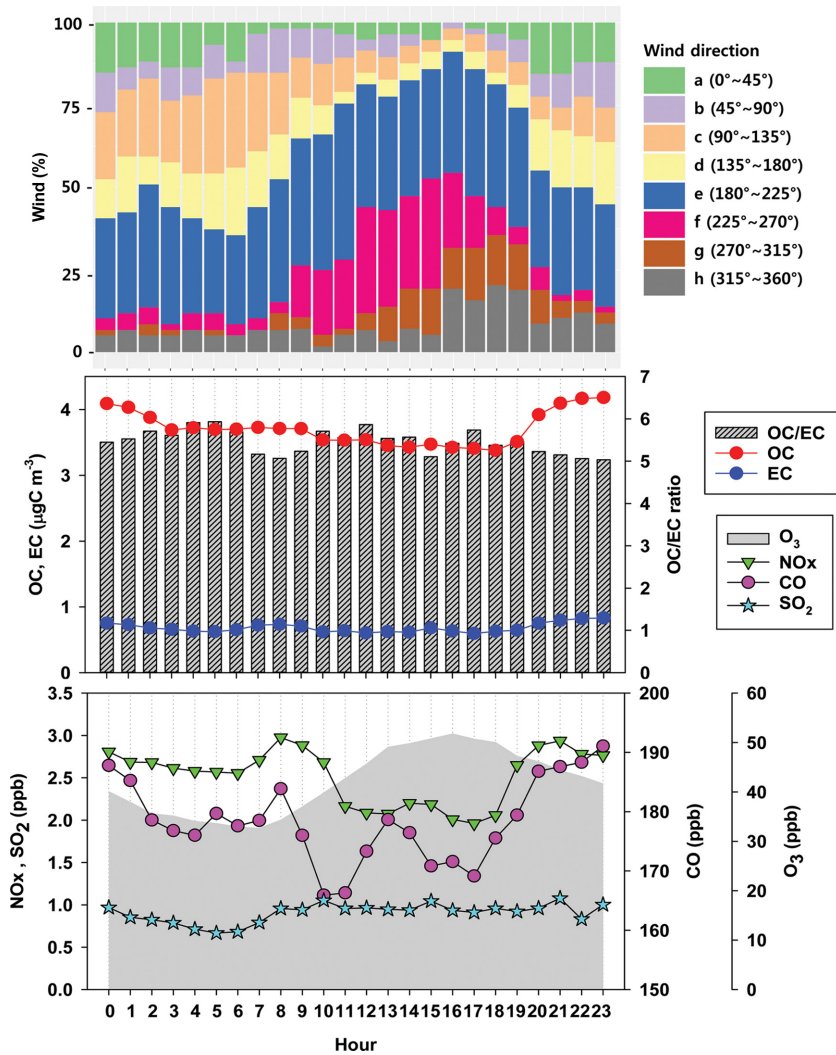 Wind (%)
100
75
50
25
0
Wind direction
a (0°~45°)
b (45°~90°)
c (90°~135°)
d (135°~180°)
e (180°~225°)
f (225°~270°)
g (270°~315°)
h (315°~360°)
OC, EC (μgC m⁻³)
4
3
2
1
0
7
6
5
4
3
2
1
0
OC/EC ratio
OC/EC
OC
EC
O₃
NOx
CO
SO₂
NOx , SO₂ (ppb)
3.5
3.0
2.5
2.0
1.5
1.0
0.5
0.0
200
190
180
170
160
150
CO (ppb)
60
50
40
30
20
10
0
O₃ (ppb)
0 1 2 3 4 5 6 7 8 9 10 11 12 13 14 15 16 17 18 19 20 21 22 23
Hour